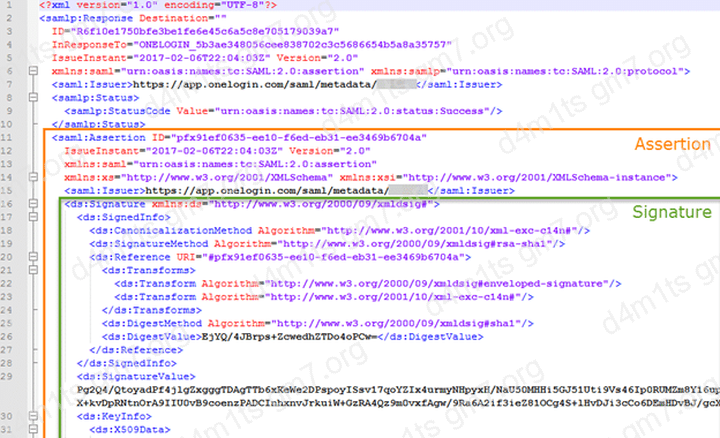 1 <?xml version="1.0" encoding="UTF-8"?>
2 <samlp:Response Destination=""
3 ID="R6f10e1750bfe3be1fe6e45c6a5c8e705179039a7"
4 InResponseTo="ONELOGIN_5b3ae348056cee838702c3c5686654b5a8a35757"
5 IssueInstant="2017-02-06T22:04:03Z" Version="2.0"
6 xmlns:saml="urn:oasis:names:tc:SAML:2.0:assertion" xmlns:samlp="urn:oasis:names:tc:SAML:2.0:protocol">
7 <saml:Issuer>https://app.onelogin.com/saml/metadata/ </saml:Issuer>
8 <samlp:Status>
9 <samlp:StatusCode Value="urn:oasis:names:tc:SAML:2.0:status:Success"/>
10 </samlp:Status>
11 <saml:Assertion ID="pfx91ef0635-ee10-f6ed-eb31-ee3469b6704a"
Assertion
12 IssueInstant="2017-02-06T22:04:03Z" Version="2.0"
13 xmlns:saml="urn:oasis:names:tc:SAML:2.0:assertion"
14 xmlns:xs="http://www.w3.org/2001/XMLSchema" xmlns:xsi="http://www.w3.org/2001/XMLSchema-instance">
15 <saml:Issuer>https://app.onelogin.com/saml/metadata/ </saml:Issuer>
16 <ds:Signature xmlns:ds="http://www.w3.org/2000/09/xmldsig#">
Signature
17 <ds:SignedInfo>
18 <ds:CanonicalizationMethod Algorithm="http://www.w3.org/2001/10/xml-exc-c14n#"/>
19 <ds:SignatureMethod Algorithm="http://www.w3.org/2000/09/xmldsig#rsa-sha1"/>
20 <ds:Reference URI="#pfx91ef0635-ee10-f6ed-eb31-ee3469b6704a">
21 <ds:Transforms>
22 <ds:Transform Algorithm="http://www.w3.org/2000/09/xmldsig#enveloped-signature"/>
23 <ds:Transform Algorithm="http://www.w3.org/2001/10/xml-exc-c14n#"/>
24 </ds:Transforms>
25 <ds:DigestMethod Algorithm="http://www.w3.org/2000/09/xmldsig#sha1"/>
26 <ds:DigestValue>EjYQ/4JBrps+ZcwedhZTDo4oPCw=</ds:DigestValue>
27 </ds:Reference>
28 </ds:SignedInfo>
29 <ds:SignatureValue>
30 <ds:KeyInfo>
31 <ds:X509Data>
d4m1ts gm7.org